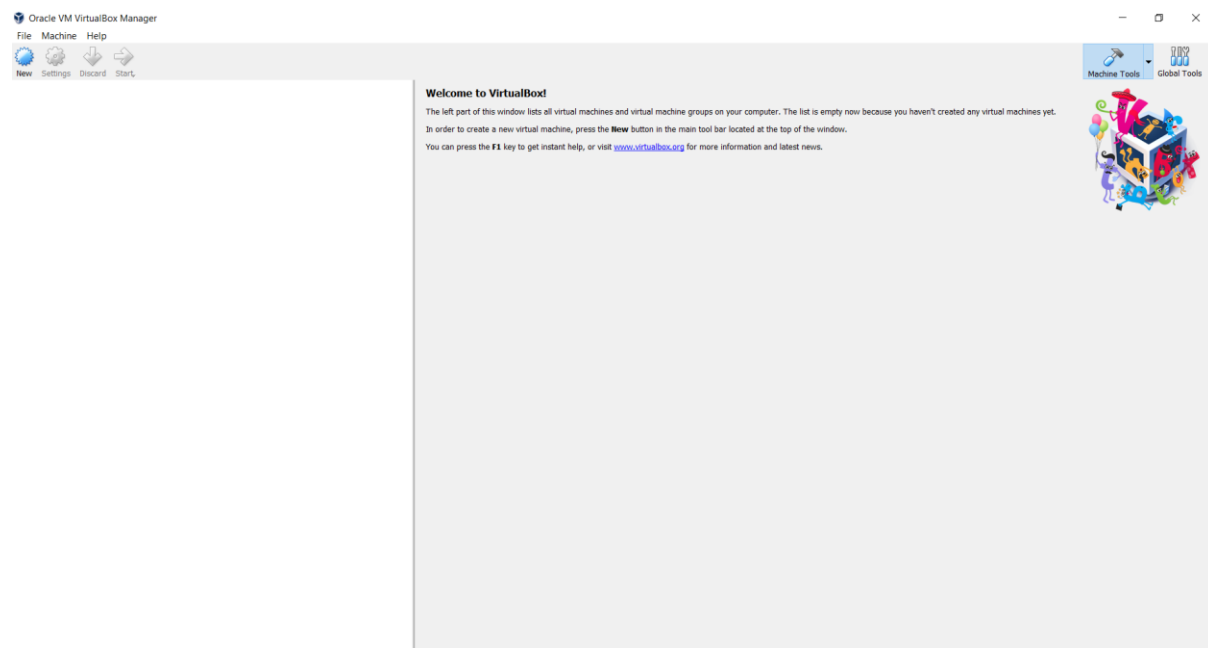 Oracle VM VirtualBox Manager
File Machine Help
New Settings Discard Start
Machine Tools Global Tools
Welcome to VirtualBox!
The left part of this window lists all virtual machines and virtual machine groups on your computer. The list is empty now because you haven't created any virtual machines yet.
In order to create a new virtual machine, press the New button in the main tool bar located at the top of the window.
You can press the F1 key to get instant help, or visit www.virtualbox.org for more information and latest news.